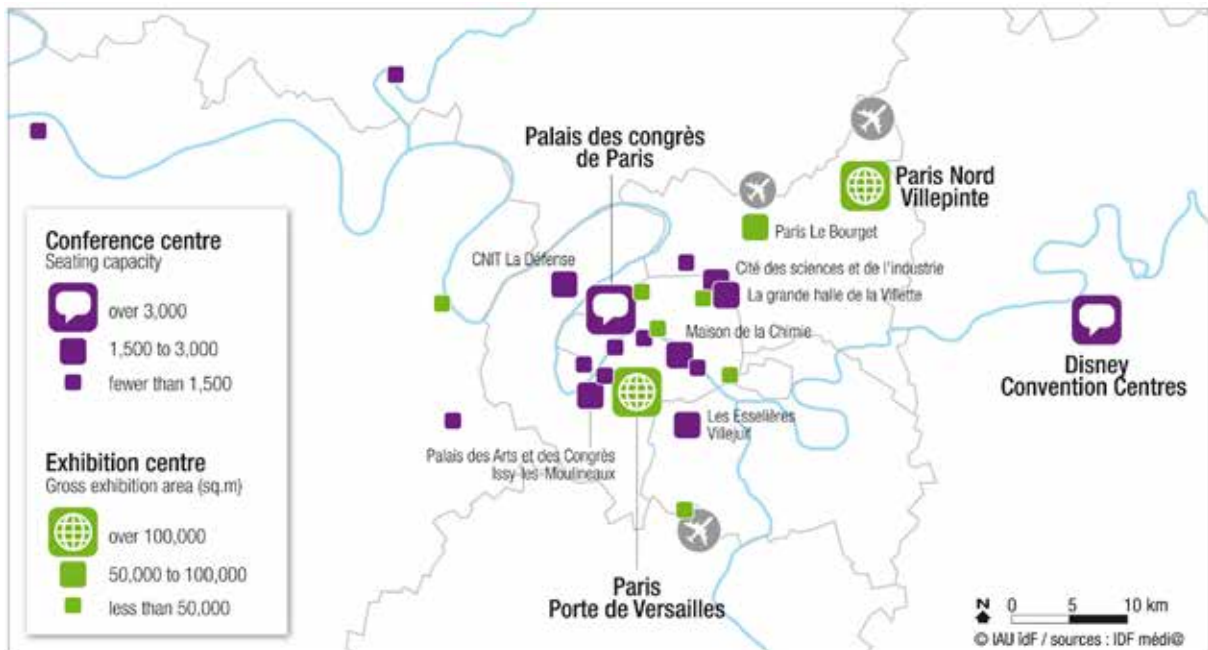 Palais des congrès
de Paris
Paris Nord
Villepinte
Paris Le Bourget
CNIT La Défense
Cité des sciences et de l'industrie
La grande halle de la Villette
Maison de la Chimie
Disney
Convention Centres
Les Esselières
Villejuif
Palais des Arts et des Congrès
Issy-les-Moulineaux
Paris
Porte de Versailles
Conference centre
Seating capacity
over 3,000
1,500 to 3,000
fewer than 1,500
Exhibition centre
Gross exhibition area (sq.m)
over 100,000
50,000 to 100,000
less than 50,000
N 0 5 10 km
© IAU îdF / sources : IDF médi@